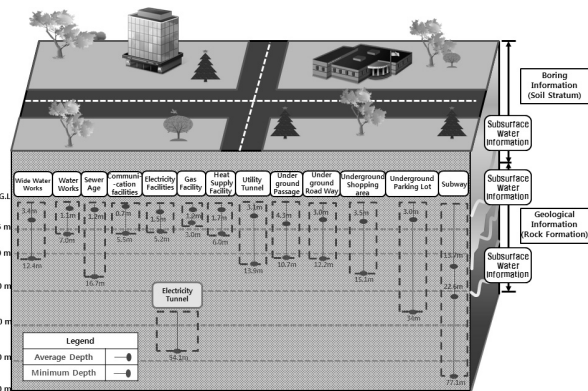 Boring
Information
(Soil Stratum)
Subsurface
Water
Information
Subsurface
Water
Information
Geological
Information
(Rock Formation)
Subsurface
Water
Information
Wide Water
Works
Water
Works
Sewer
Age
Communi
-cation
facilities
Electricity
Facilities
Gas
Facility
Heat
Supply
Facility
Utility
Tunnel
Under
ground
Passage
Under
ground
Road Way
Underground
Shopping
area
Underground
Parking Lot
Subway
G.L
3.4m
1.1m
1.2m
0.7m
1.5m
1.2m
1.7m
3.1m
4.3m
3.0m
3.5m
3.0m
12.4m
7.0m
16.7m
5.5m
5.2m
3.0m
6.0m
13.9m
10.7m
12.2m
15.1m
34m
13.7m
22.6m
77.1m
Electricity
Tunnel
54.1m
Legend
Average Depth
Minimum Depth